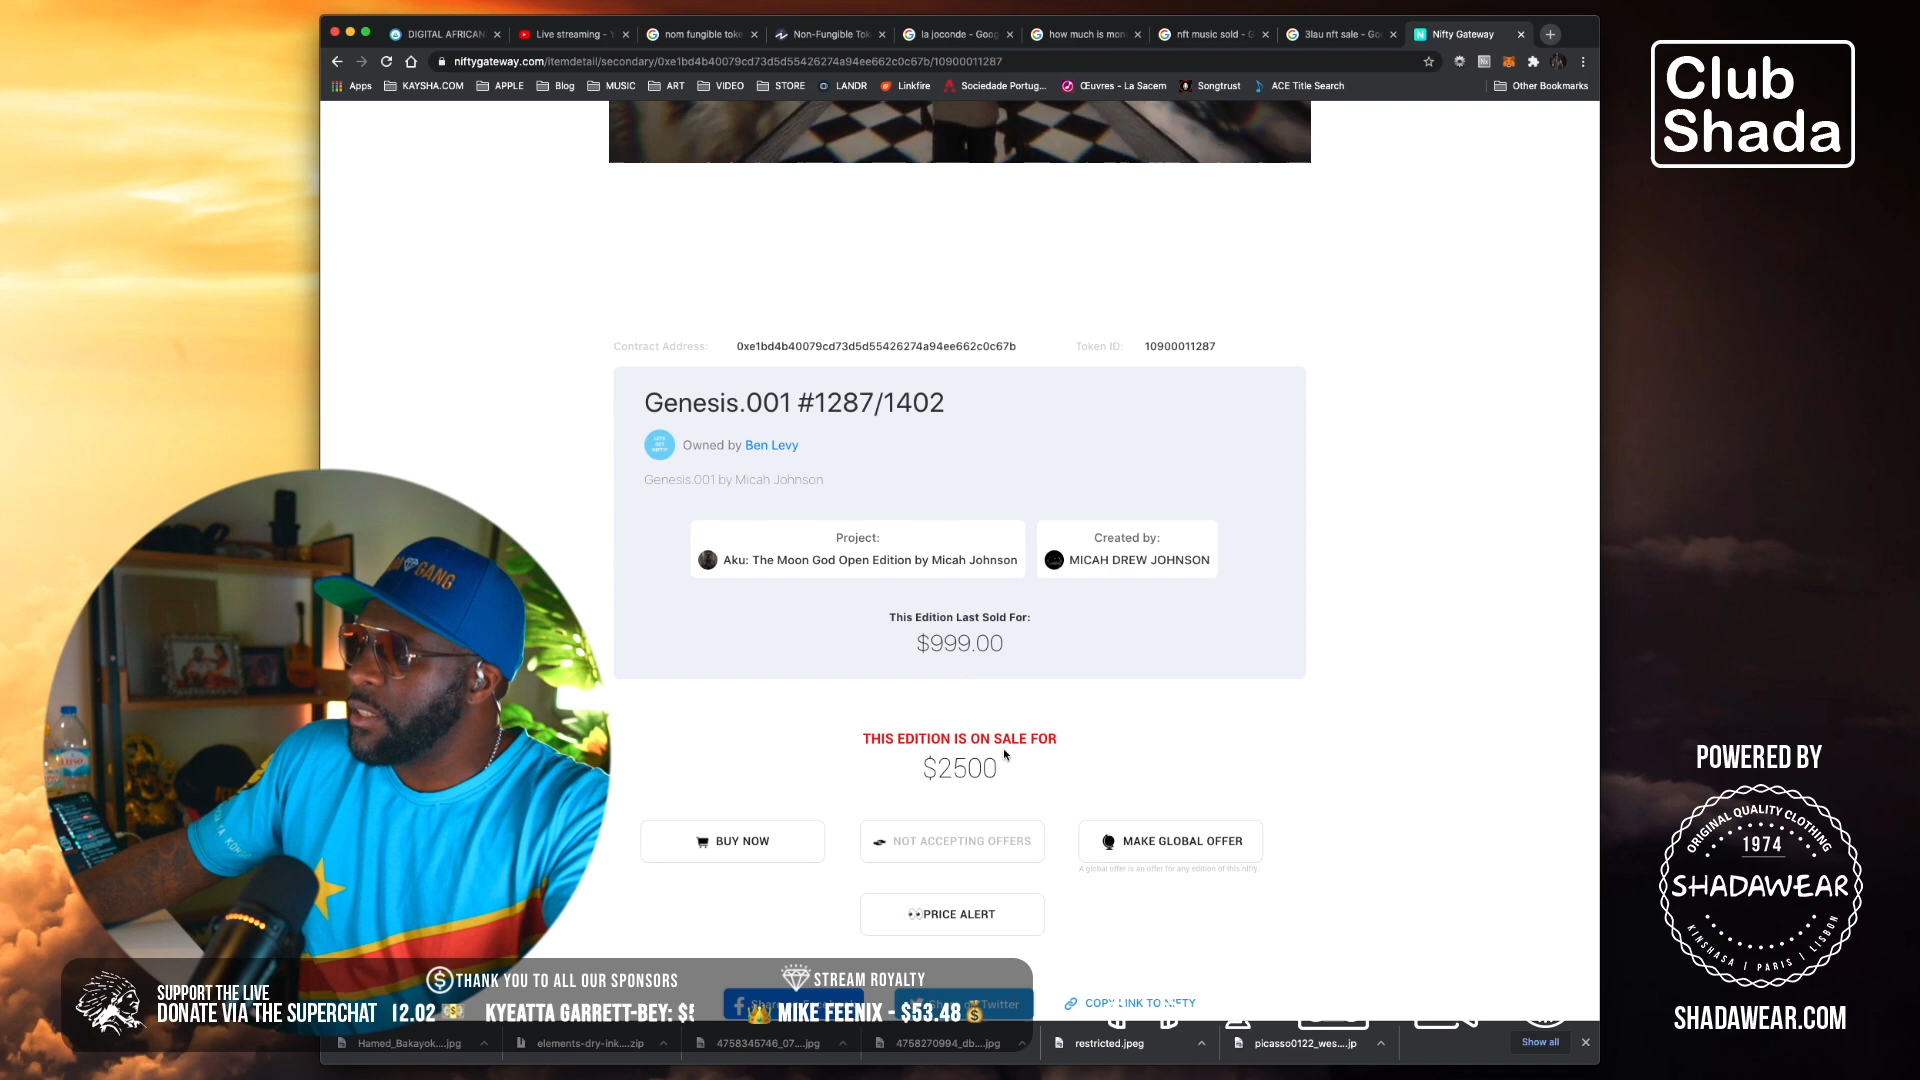 DIGITAL AFRICAN
Live streaming - Y
nom fungible toke
Non-Fungible Tok
la joconde - Goog
how much is mon
nft music sold - G
3lau nft sale - Go
Nifty Gateway
niftygateway.com/itemdetail/secondary/0xe1bd4b40079cd73d5d55426274a94ee662c0c67b/10900011287
Apps
KAYSHA.COM
APPLE
Blog
MUSIC
ART
VIDEO
STORE
LANDR
Linkfire
Sociedade Portug...
Œuvres - La Sacem
Songtrust
ACE Title Search
Other Bookmarks
Club
Shada
Contract Address: 0xe1bd4b40079cd73d5d55426274a94ee662c0c67b Token ID: 10900011287
Genesis.001 #1287/1402
Owned by Ben Levy
Genesis.001 by Micah Johnson
Project:
Aku: The Moon God Open Edition by Micah Johnson
Created by:
MICAH DREW JOHNSON
This Edition Last Sold For:
$999.00
THIS EDITION IS ON SALE FOR
$2500
BUY NOW
NOT ACCEPTING OFFERS
MAKE GLOBAL OFFER
A global offer is an offer for any edition of this nifty.
PRICE ALERT
COPY LINK TO NIFTY
GANG
SUPPORT THE LIVE
DONATE VIA THE SUPERCHAT
THANK YOU TO ALL OUR SPONSORS
12.02 KYEATTA GARRETT-BEY: $
STREAM ROYALTY
MIKE FEENIX - $53.48
Hamed_Bakayok....jpg
elements-dry-ink....zip
4758345746_07....jpg
4758270994_db....jpg
restricted.jpeg
picasso0122_wes....jp
Show all
POWERED BY
ORIGINAL QUALITY CLOTHING
1974
SHADAWEAR
KINSHASA | PARIS | LISBON
SHADAWEAR.COM